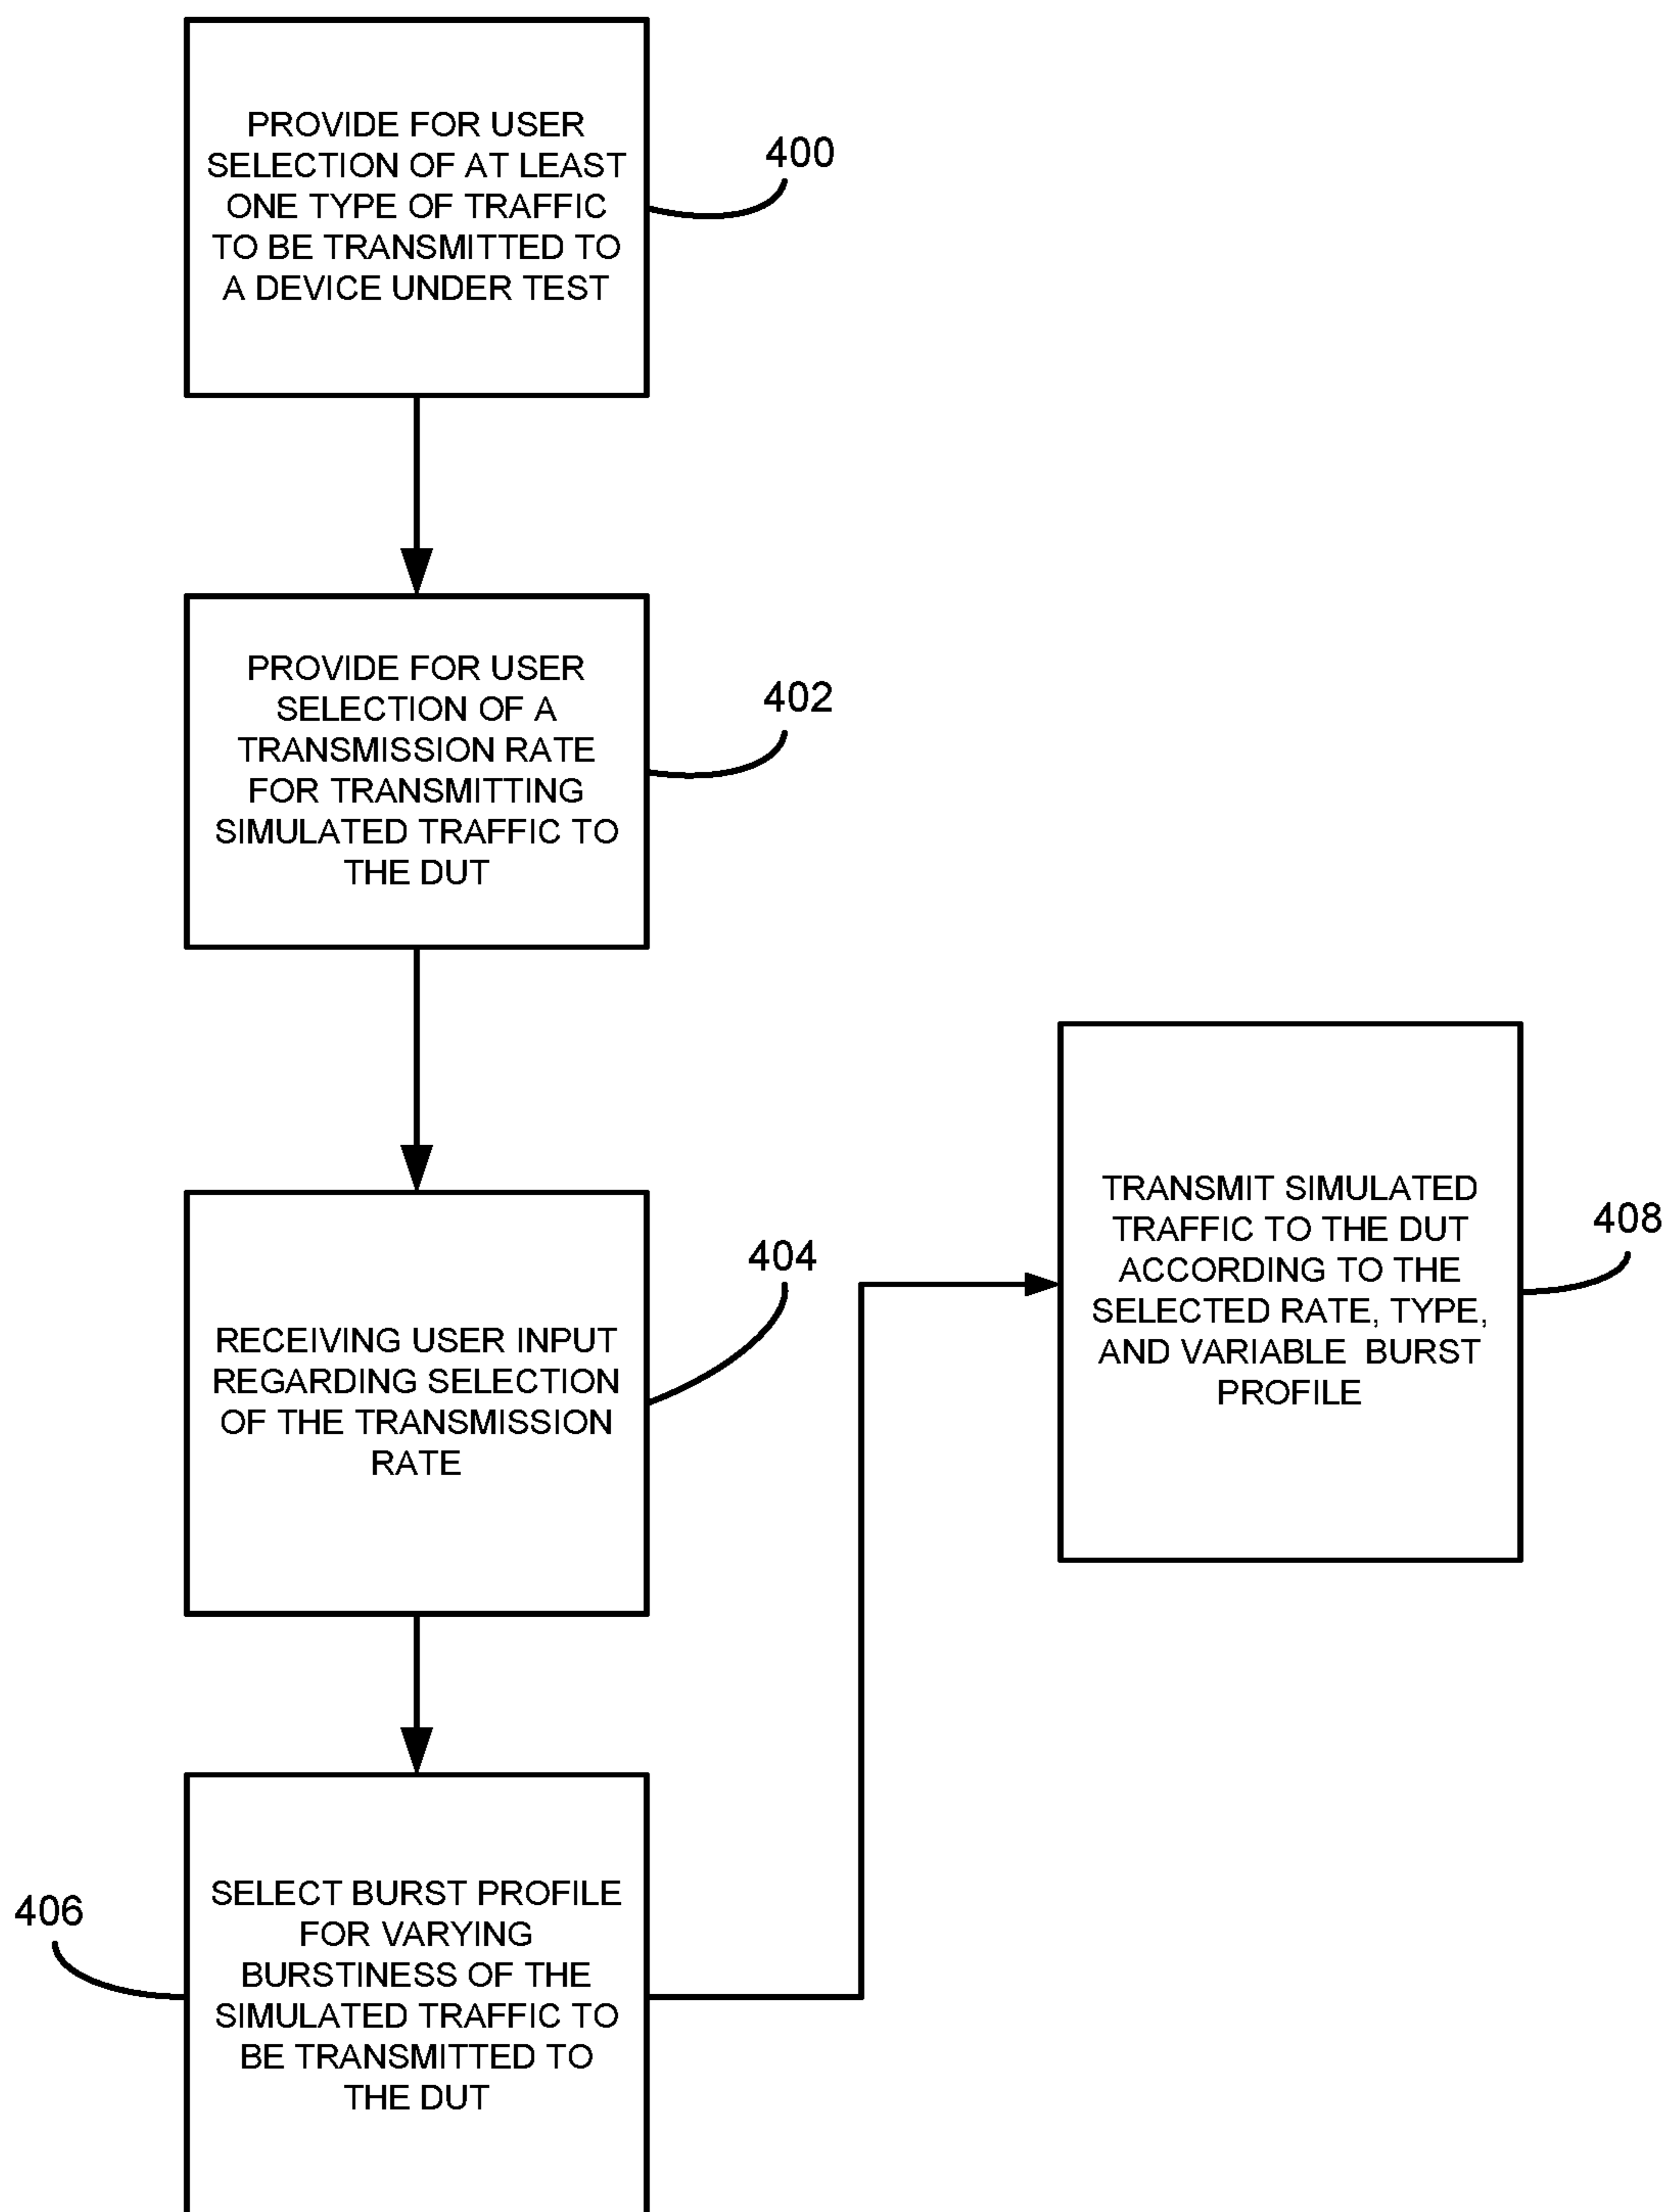 PROVIDE FOR USER
SELECTION OF AT LEAST
ONE TYPE OF TRAFFIC
TO BE TRANSMITTED TO
A DEVICE UNDER TEST
400
PROVIDE FOR USER
SELECTION OF A
TRANSMISSION RATE
FOR TRANSMITTING
SIMULATED TRAFFIC TO
THE DUT
402
RECEIVING USER INPUT
REGARDING SELECTION
OF THE TRANSMISSION
RATE
404
SELECT BURST PROFILE
FOR VARYING
BURSTINESS OF THE
SIMULATED TRAFFIC TO
BE TRANSMITTED TO
THE DUT
406
TRANSMIT SIMULATED
TRAFFIC TO THE DUT
ACCORDING TO THE
SELECTED RATE, TYPE,
AND VARIABLE BURST
PROFILE
408